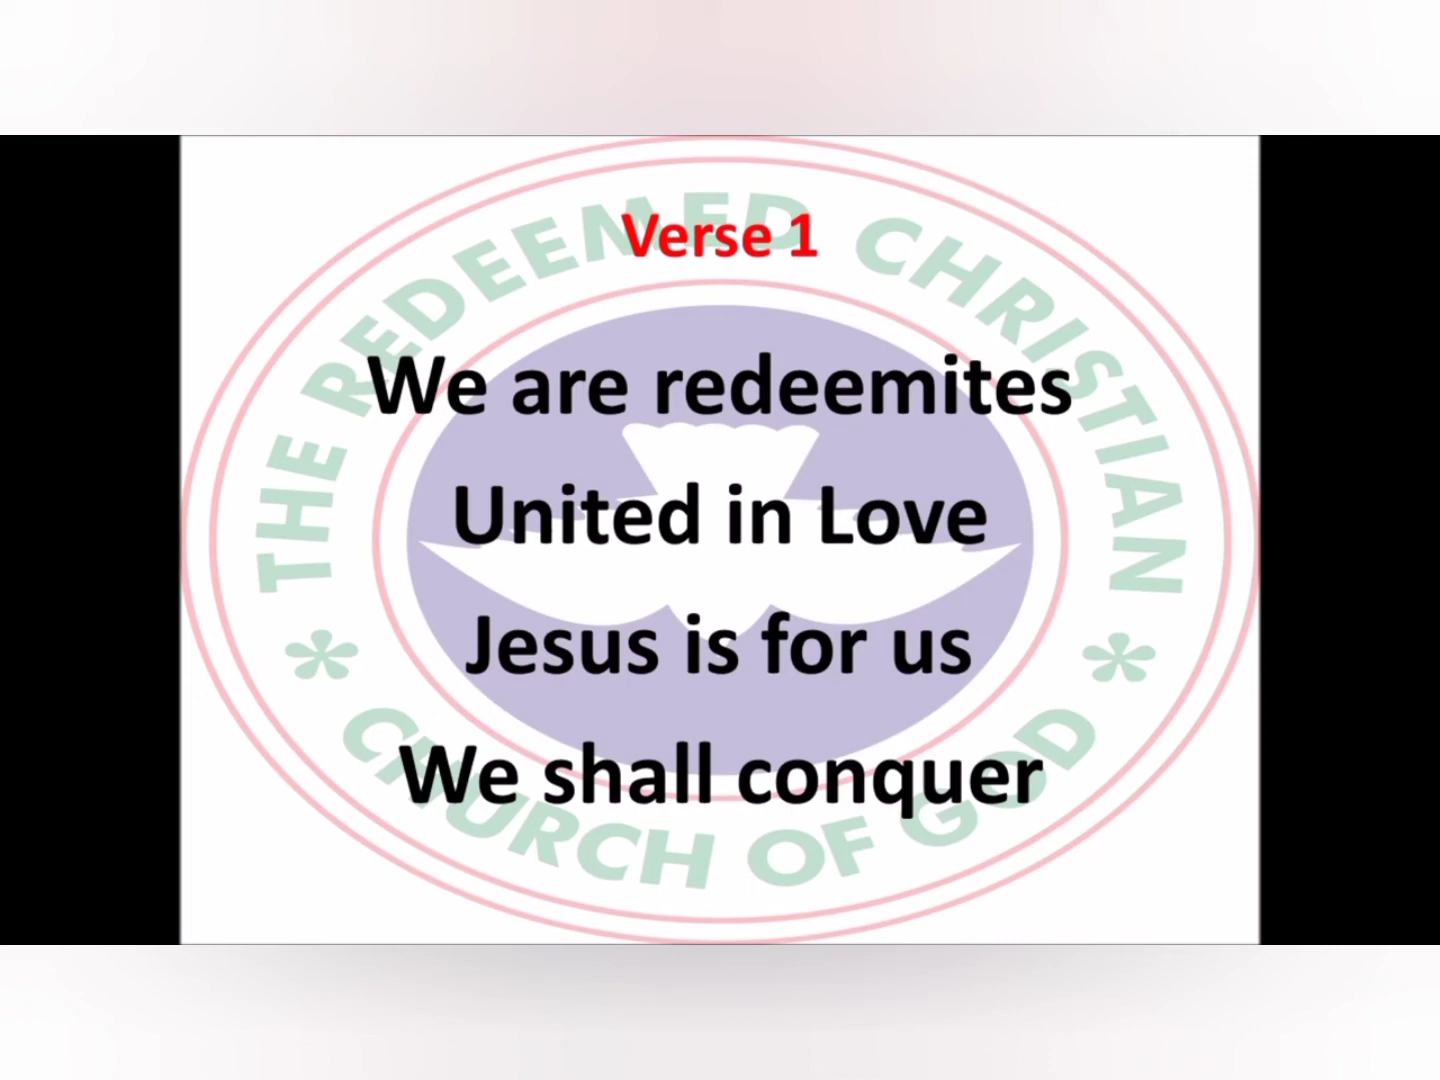 Verse 1
We are redeemites
United in Love
Jesus is for us
We shall conquer
THE REDEEMED CHRISTIAN
* CHURCH OF GOD *